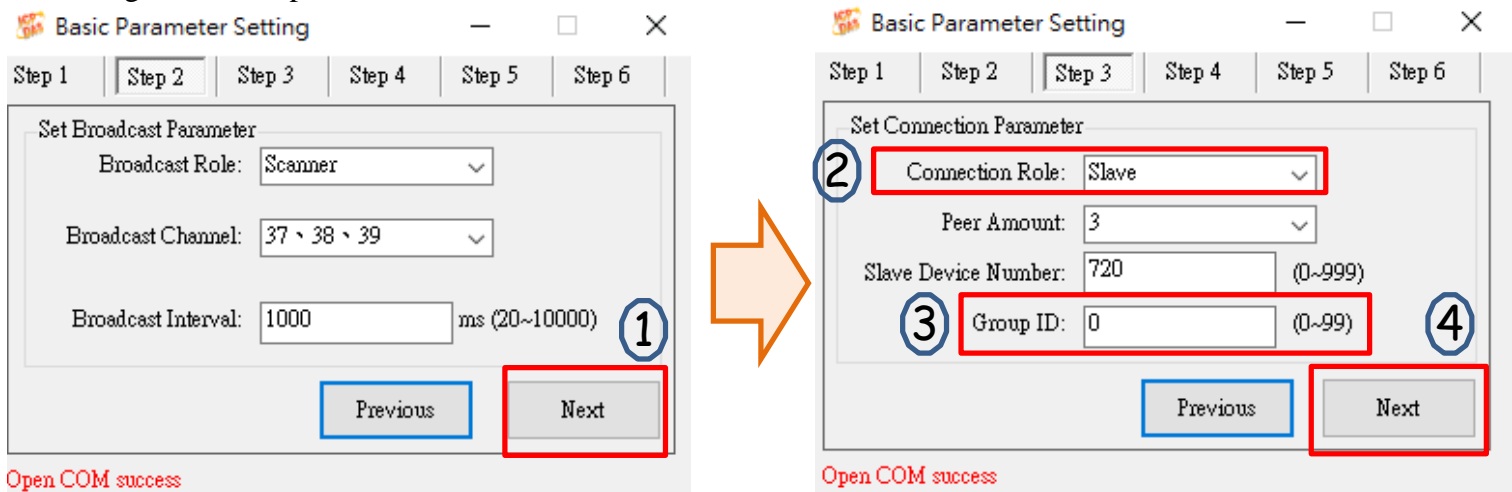 Basic Parameter Setting
Step 1 Step 2 Step 3 Step 4 Step 5 Step 6
Set Broadcast Parameter
Broadcast Role: Scanner
Broadcast Channel: 37、38、39
Broadcast Interval: 1000 ms (20~10000)
1
Previous Next
Open COM success
Basic Parameter Setting
Step 1 Step 2 Step 3 Step 4 Step 5 Step 6
Set Connection Parameter
2 Connection Role: Slave
Peer Amount: 3
Slave Device Number: 720 (0~999)
3 Group ID: 0 (0~99)
4
Previous Next
Open COM success